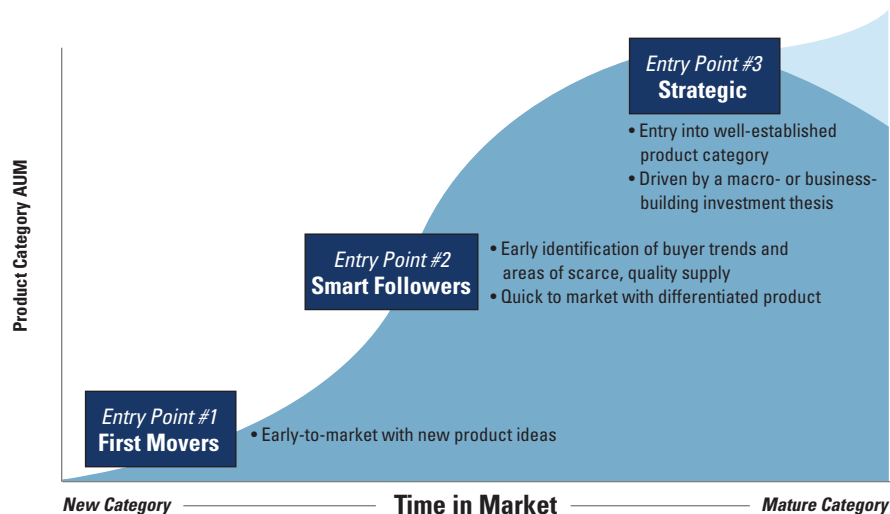 Entry Point #3
Strategic
• Entry into well-established
product category
• Driven by a macro- or business-
building investment thesis
Product Category AUM
Entry Point #2
Smart Followers
• Early identification of buyer trends and
areas of scarce, quality supply
• Quick to market with differentiated product
Entry Point #1
First Movers
• Early-to-market with new product ideas
New Category
Time in Market
Mature Category